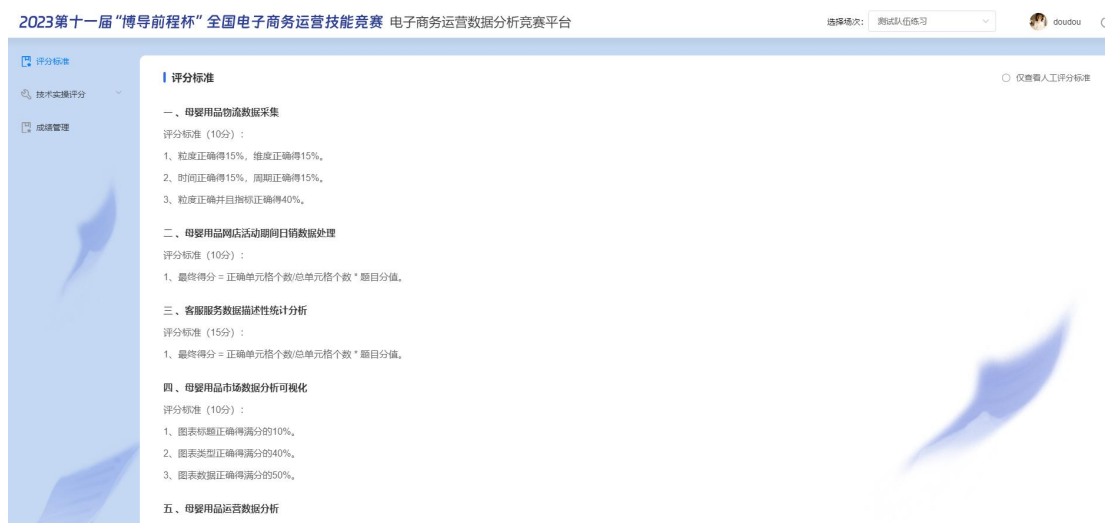 2023第十一届“博导前程杯”全国电子商务运营技能竞赛 电子商务运营数据分析竞赛平台
选择场次： 测试队伍练习
doudou
评分标准
技术实操评分
成绩管理
评分标准
仅查看人工评分标准
一 、母婴用品物流数据采集
评分标准（10分）：
1、粒度正确得15%，维度正确得15%。
2、时间正确得15%，周期正确得15%。
3、粒度正确并且指标正确得40%。
二 、母婴用品网店活动期间日销数据处理
评分标准（10分）：
1、最终得分 = 正确单元格个数/总单元格个数 * 题目分值。
三 、客服服务数据描述性统计分析
评分标准（15分）：
1、最终得分 = 正确单元格个数/总单元格个数 * 题目分值。
四 、母婴用品市场数据分析可视化
评分标准（10分）：
1、图表标题正确得满分的10%。
2、图表类型正确得满分的40%。
3、图表数据正确得满分的50%。
五 、母婴用品运营数据分析